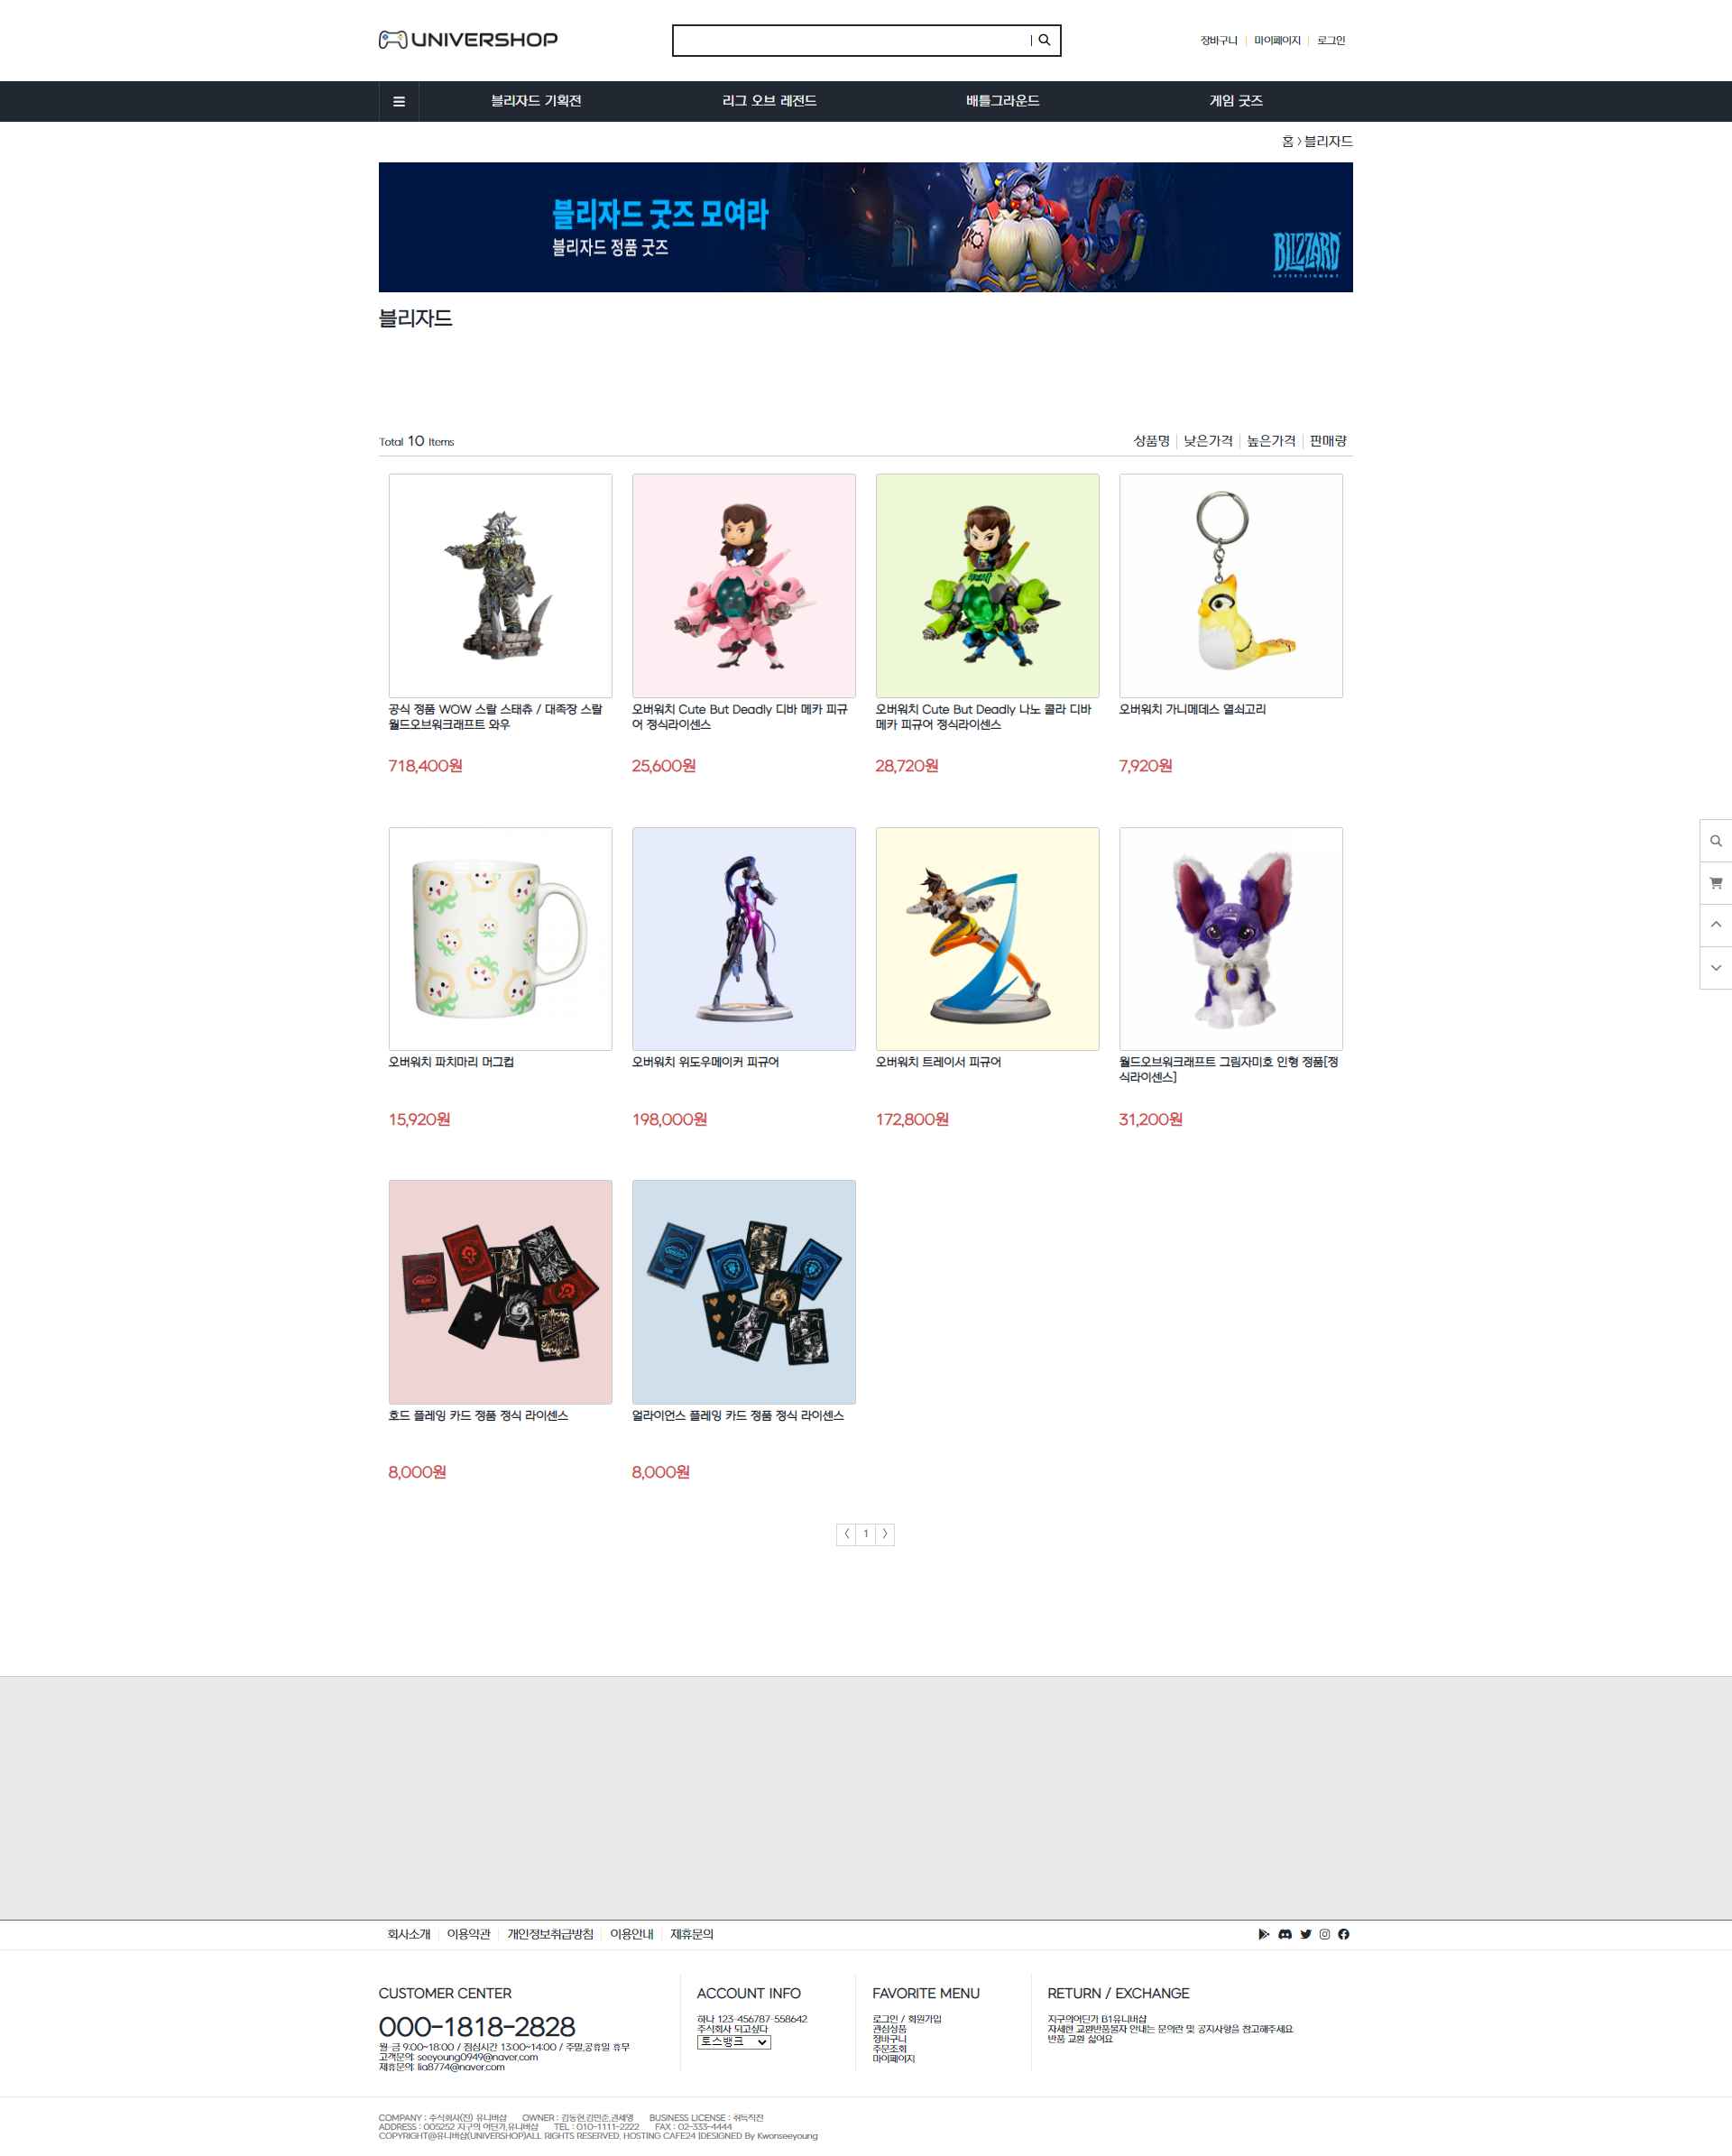 UNIVERSHOP
장바구니 마이페이지 로그인
블리자드 기획전 리그 오브 레전드 배틀그라운드 게임 굿즈
홈 > 블리자드
블리자드 굿즈 모여라
블리자드 정품 굿즈
BLIZZARD
ENTERTAINMENT
블리자드
Total 10 Items
상품명 낮은가격 높은가격 판매량
공식 정품 WOW 스랄 스태츄 / 대족장 스랄
월드오브워크래프트 와우
718,400원
오버워치 Cute But Deadly 디바 메카 피규
어 정식라이센스
25,600원
오버워치 Cute But Deadly 나노 콜라 디바
메카 피규어 정식라이센스
28,720원
오버워치 가니메데스 열쇠고리
7,920원
오버워치 파치마리 머그컵
15,920원
오버워치 위도우메이커 피규어
198,000원
오버워치 트레이서 피규어
172,800원
월드오브워크래프트 그림자미호 인형 정품[정
식라이센스]
31,200원
호드 플레잉 카드 정품 정식 라이센스
8,000원
얼라이언스 플레잉 카드 정품 정식 라이센스
8,000원
1
회사소개 이용약관 개인정보취급방침 이용안내 제휴문의
CUSTOMER CENTER
000-1818-2828
월-금 9:00~18:00 / 점심시간 13:00~14:00 / 주말,공휴일 휴무
고객문의: seeyoung0949@naver.com
제휴문의: lia8774@naver.com
ACCOUNT INFO
하나 123-456787-558642
주식회사 되고싶다
토스뱅크
FAVORITE MENU
로그인 / 회원가입
관심상품
장바구니
주문조회
마이페이지
RETURN / EXCHANGE
지구의어딘가 B1유니버샵
자세한 교환반품물자 안내는 문의란 및 공지사항을 참고해주세요
반품 교환 싫어요
COMPANY : 주식회사(전) 유니버샵 OWNER : 김동현,김민준,권세영 BUSINESS LICENSE : 취득직전
ADDRESS : 005252 지구의 어딘가,유니버샵 TEL : 010-1111-2222 FAX : 02-333-4444
COPYRIGHT@유니버샵(UNIVERSHOP)ALL RIGHTS RESERVED. HOSTING CAFE24 |DESIGNED By Kwonseeyoung